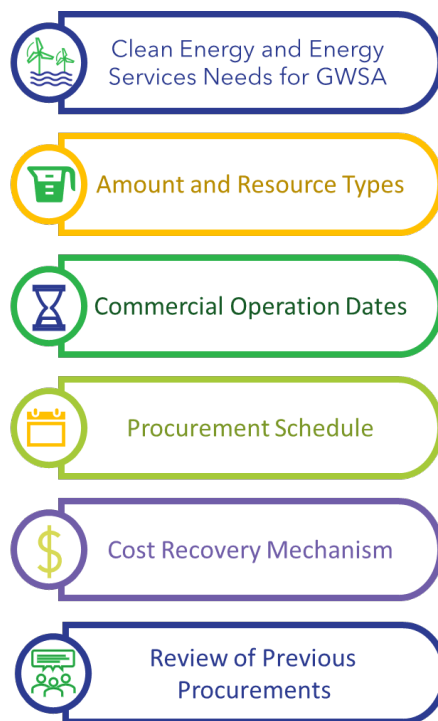 Clean Energy and Energy
Services Needs for GWSA
Amount and Resource Types
Commercial Operation Dates
Procurement Schedule
Cost Recovery Mechanism
Review of Previous
Procurements